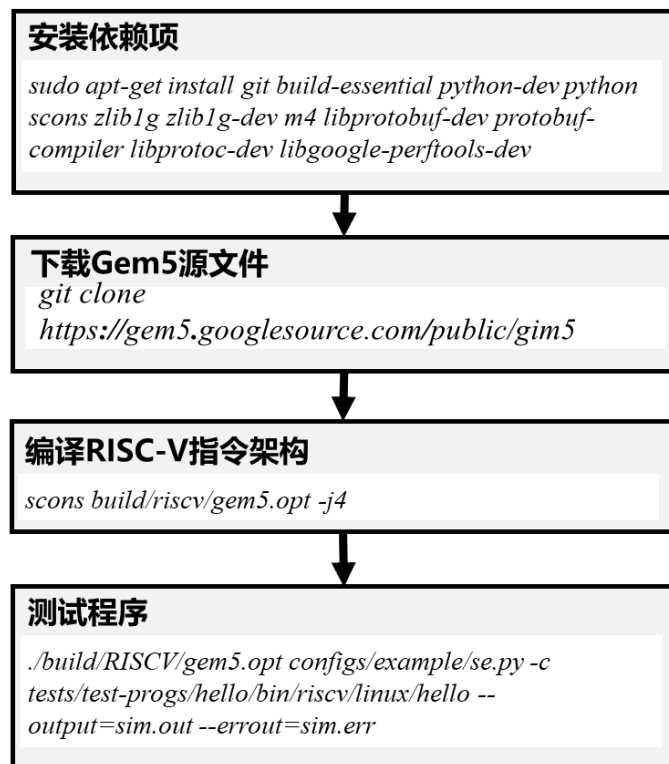 安装依赖项
sudo apt-get install git build-essential python-dev python
scons zlib1g zlib1g-dev m4 libprotobuf-dev protobuf-
compiler libprotoc-dev libgoogle-perftools-dev
下载Gem5源文件
git clone
https://gem5.googlesource.com/public/gim5
编译RISC-V指令架构
scons build/riscv/gem5.opt -j4
测试程序
./build/RISCV/gem5.opt configs/example/se.py -c
tests/test-progs/hello/bin/riscv/linux/hello --
output=sim.out --errout=sim.err